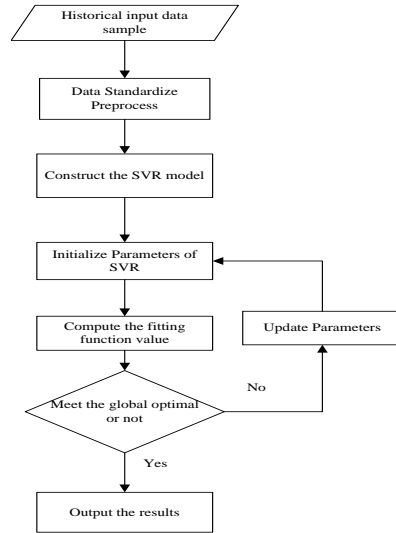 Historical input data
sample
Data Standardize
Preprocess
Construct the SVR model
Initialize Parameters of
SVR
Compute the fitting
function value
Update Parameters
Meet the global optimal
or not
No
Yes
Output the results